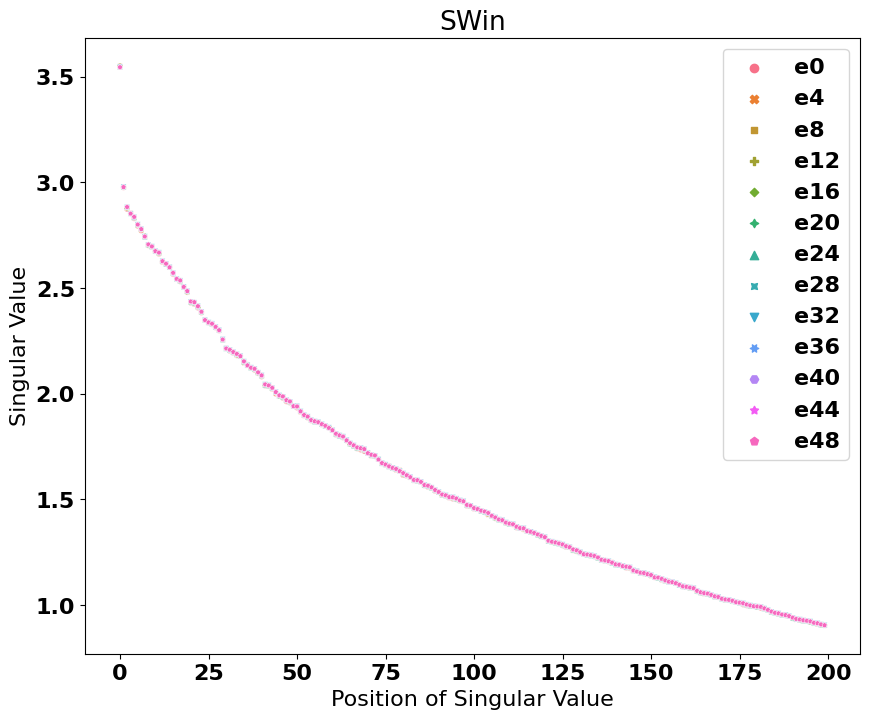 SWin
Singular Value
3.5
3.0
2.5
2.0
1.5
1.0
e0
e4
e8
e12
e16
e20
e24
e28
e32
e36
e40
e44
e48
0 25 50 75 100 125 150 175 200
Position of Singular Value